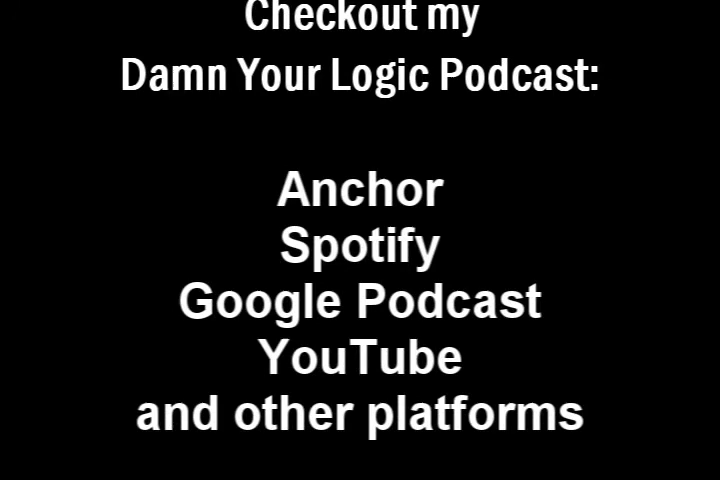 Checkout my
Damn Your Logic Podcast:
Anchor
Spotify
Google Podcast
YouTube
and other platforms